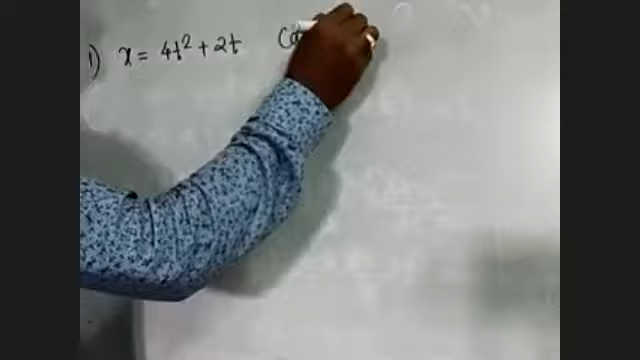 1) x = 4t² + 2t